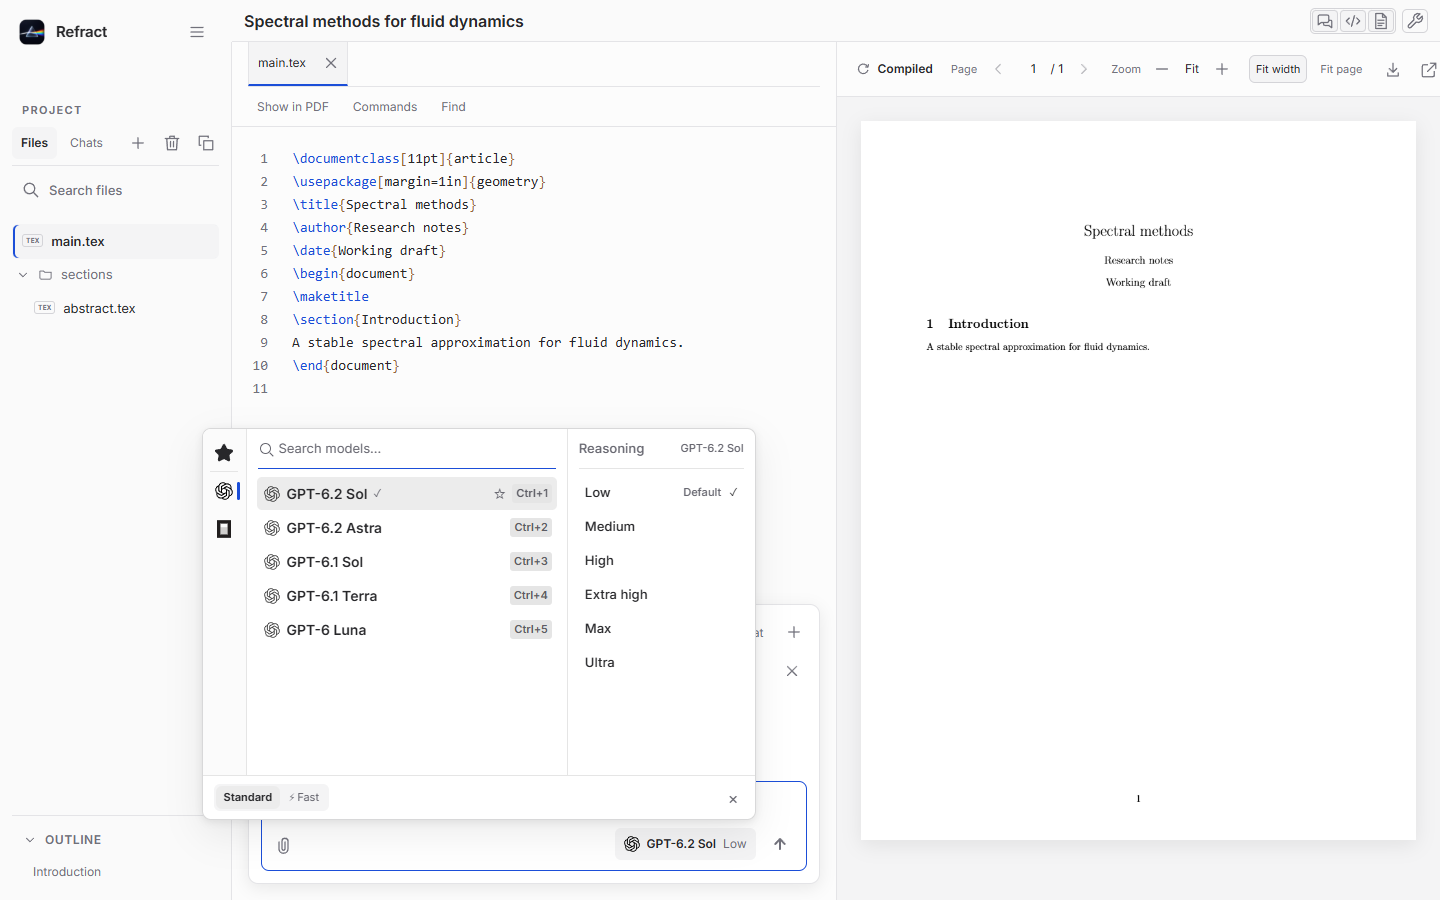 Refract
Spectral methods for fluid dynamics
PROJECT
Files
Chats
Search files
TEX main.tex
sections
TEX abstract.tex
OUTLINE
Introduction
main.tex
Show in PDF
Commands
Find
1 \documentclass[11pt]{article}
2 \usepackage[margin=1in]{geometry}
3 \title{Spectral methods}
4 \author{Research notes}
5 \date{Working draft}
6 \begin{document}
7 \maketitle
8 \section{Introduction}
9 A stable spectral approximation for fluid dynamics.
10 \end{document}
11
Search models...
GPT-6.2 Sol ✓ Ctrl+1
GPT-6.2 Astra Ctrl+2
GPT-6.1 Sol Ctrl+3
GPT-6.1 Terra Ctrl+4
GPT-6 Luna Ctrl+5
Reasoning GPT-6.2 Sol
Low Default ✓
Medium
High
Extra high
Max
Ultra
Standard
Fast
GPT-6.2 Sol Low
Compiled
Page 1 / 1
Zoom
Fit
Fit width
Fit page
Spectral methods
Research notes
Working draft
1 Introduction
A stable spectral approximation for fluid dynamics.
1